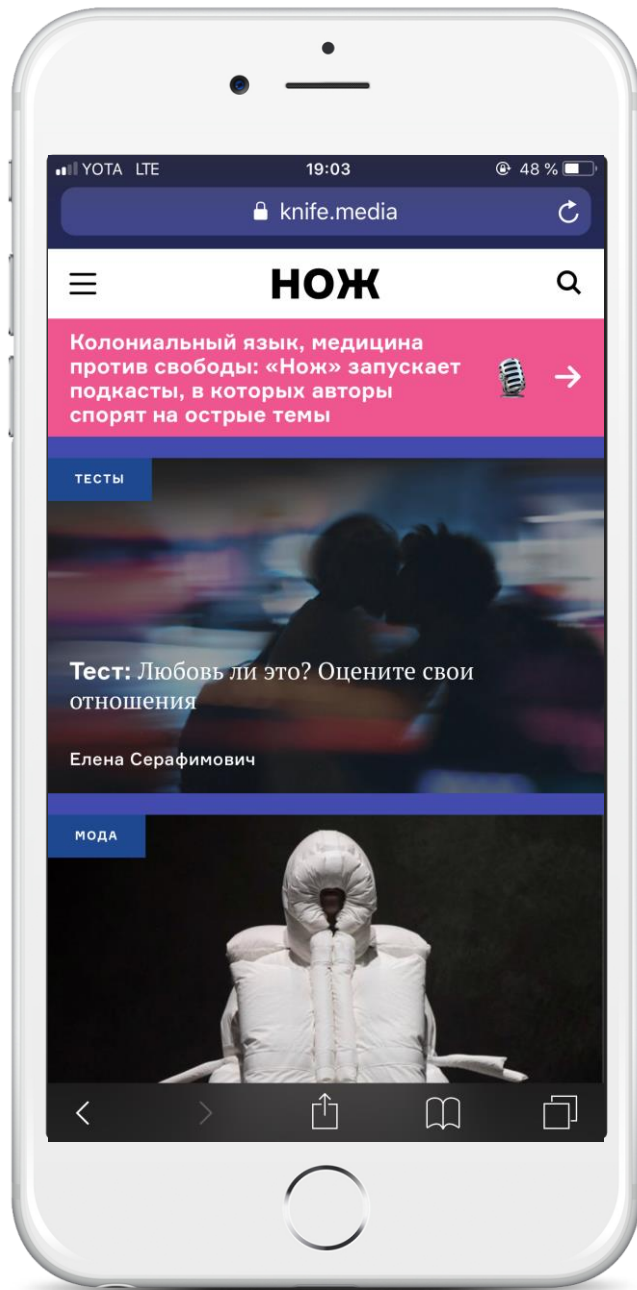 YOTA LTE 19:03 48 %
knife.media
НОЖ
Колониальный язык, медицина
против свободы: «Нож» запускает
подкасты, в которых авторы
спорят на острые темы
ТЕСТЫ
Тест: Любовь ли это? Оцените свои
отношения
Елена Серафимович
МОДА